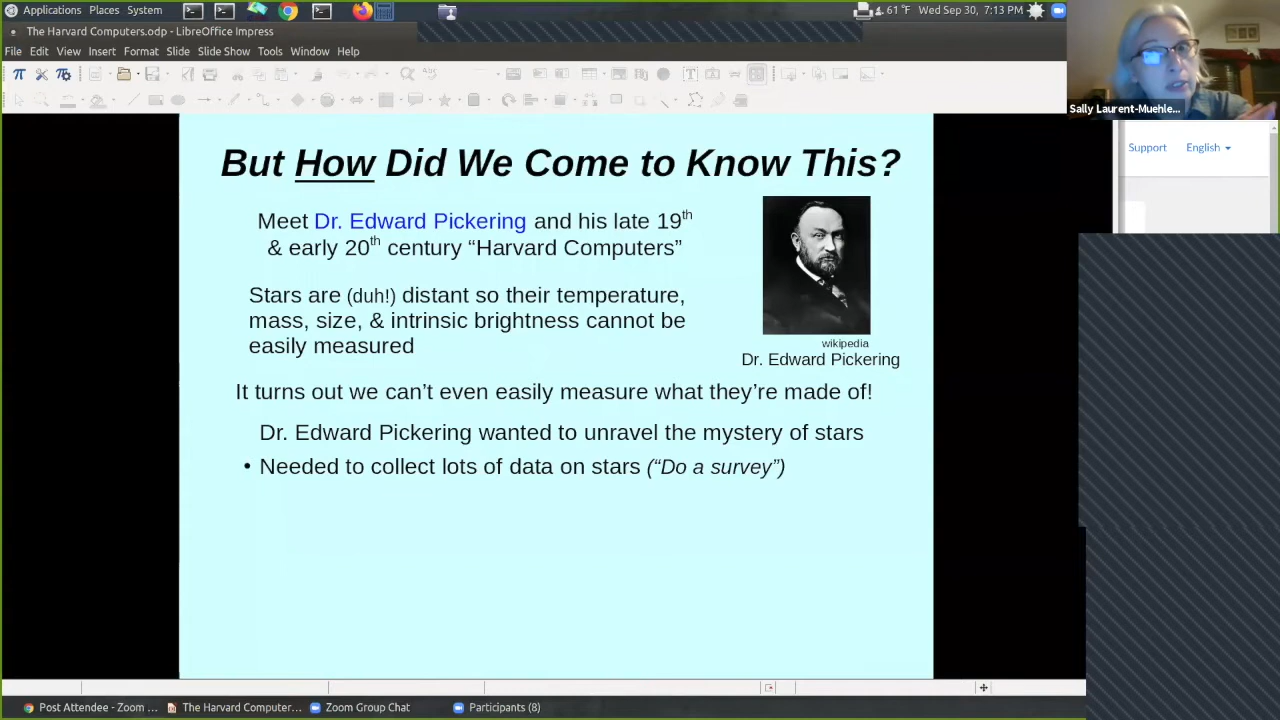 Applications Places System
61 °F Wed Sep 30, 7:13 PM
The Harvard Computers.odp - LibreOffice Impress
File Edit View Insert Format Slide Slide Show Tools Window Help
Sally Laurent-Muehle...
Support English
But How Did We Come to Know This?
Meet Dr. Edward Pickering and his late 19th
& early 20th century “Harvard Computers”
Stars are (duh!) distant so their temperature,
mass, size, & intrinsic brightness cannot be
easily measured
wikipedia
Dr. Edward Pickering
It turns out we can’t even easily measure what they’re made of!
Dr. Edward Pickering wanted to unravel the mystery of stars
• Needed to collect lots of data on stars (“Do a survey”)
Post Attendee - Zoom ... The Harvard Computer... Zoom Group Chat Participants (8)